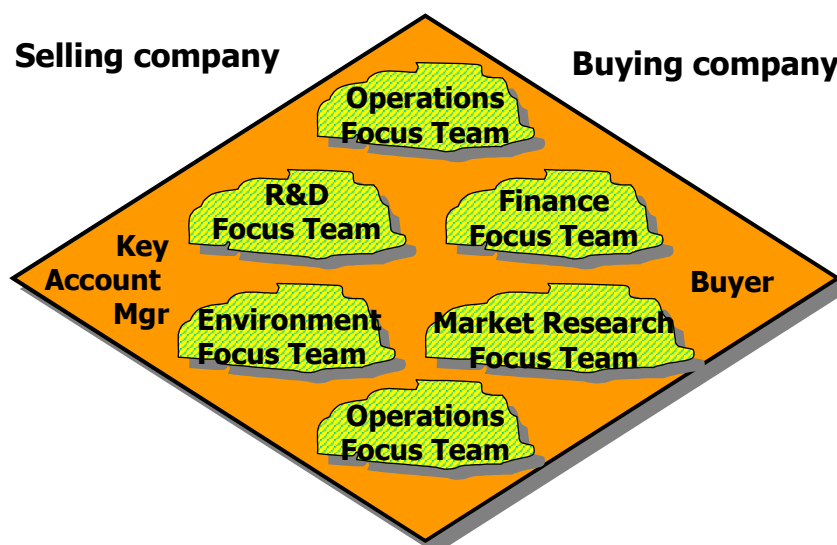 Selling company
Buying company
Operations
Focus Team
R&D
Focus Team
Finance
Focus Team
Key
Account
Mgr
Buyer
Environment
Focus Team
Market Research
Focus Team
Operations
Focus Team